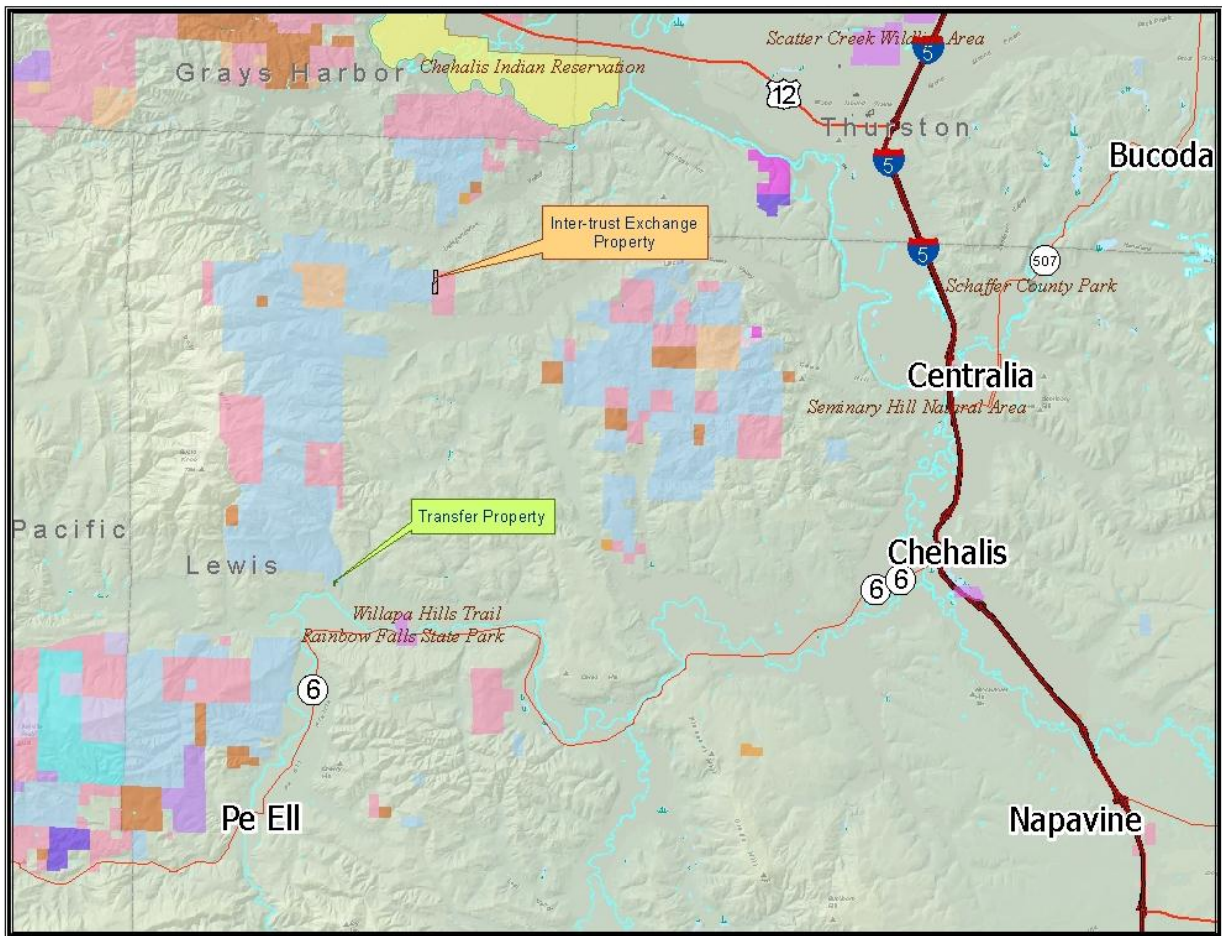 Scatter Creek Wildlife Area
5
Grays Harbor
Chehalis Indian Reservation
12
Thurston
5
Bucoda
Inter-trust Exchange
Property
5
507
Schaffer County Park
Centralia
Seminary Hill Natural Area
Transfer Property
Pacific
Chehalis
Lewis
6
6
Willapa Hills Trail
Rainbow Falls State Park
6
Pe Ell
Napavine